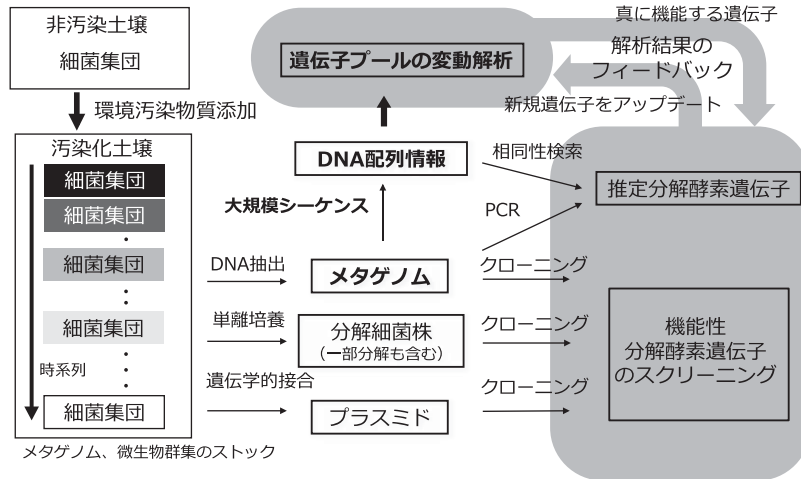 非汚染土壌
細菌集団
環境汚染物質添加
汚染化土壌
細菌集団
細菌集団
細菌集団
細菌集団
時系列
細菌集団
メタゲノム、微生物群集のストック
遺伝子プールの変動解析
真に機能する遺伝子
解析結果の
フィードバック
新規遺伝子をアップデート
DNA配列情報
相同性検索
推定分解酵素遺伝子
大規模シーケンス
PCR
DNA抽出
メタゲノム
クローニング
単離培養
分解細菌株
（一部分解も含む）
クローニング
遺伝学的接合
プラスミド
クローニング
機能性
分解酵素遺伝子
のスクリーニング